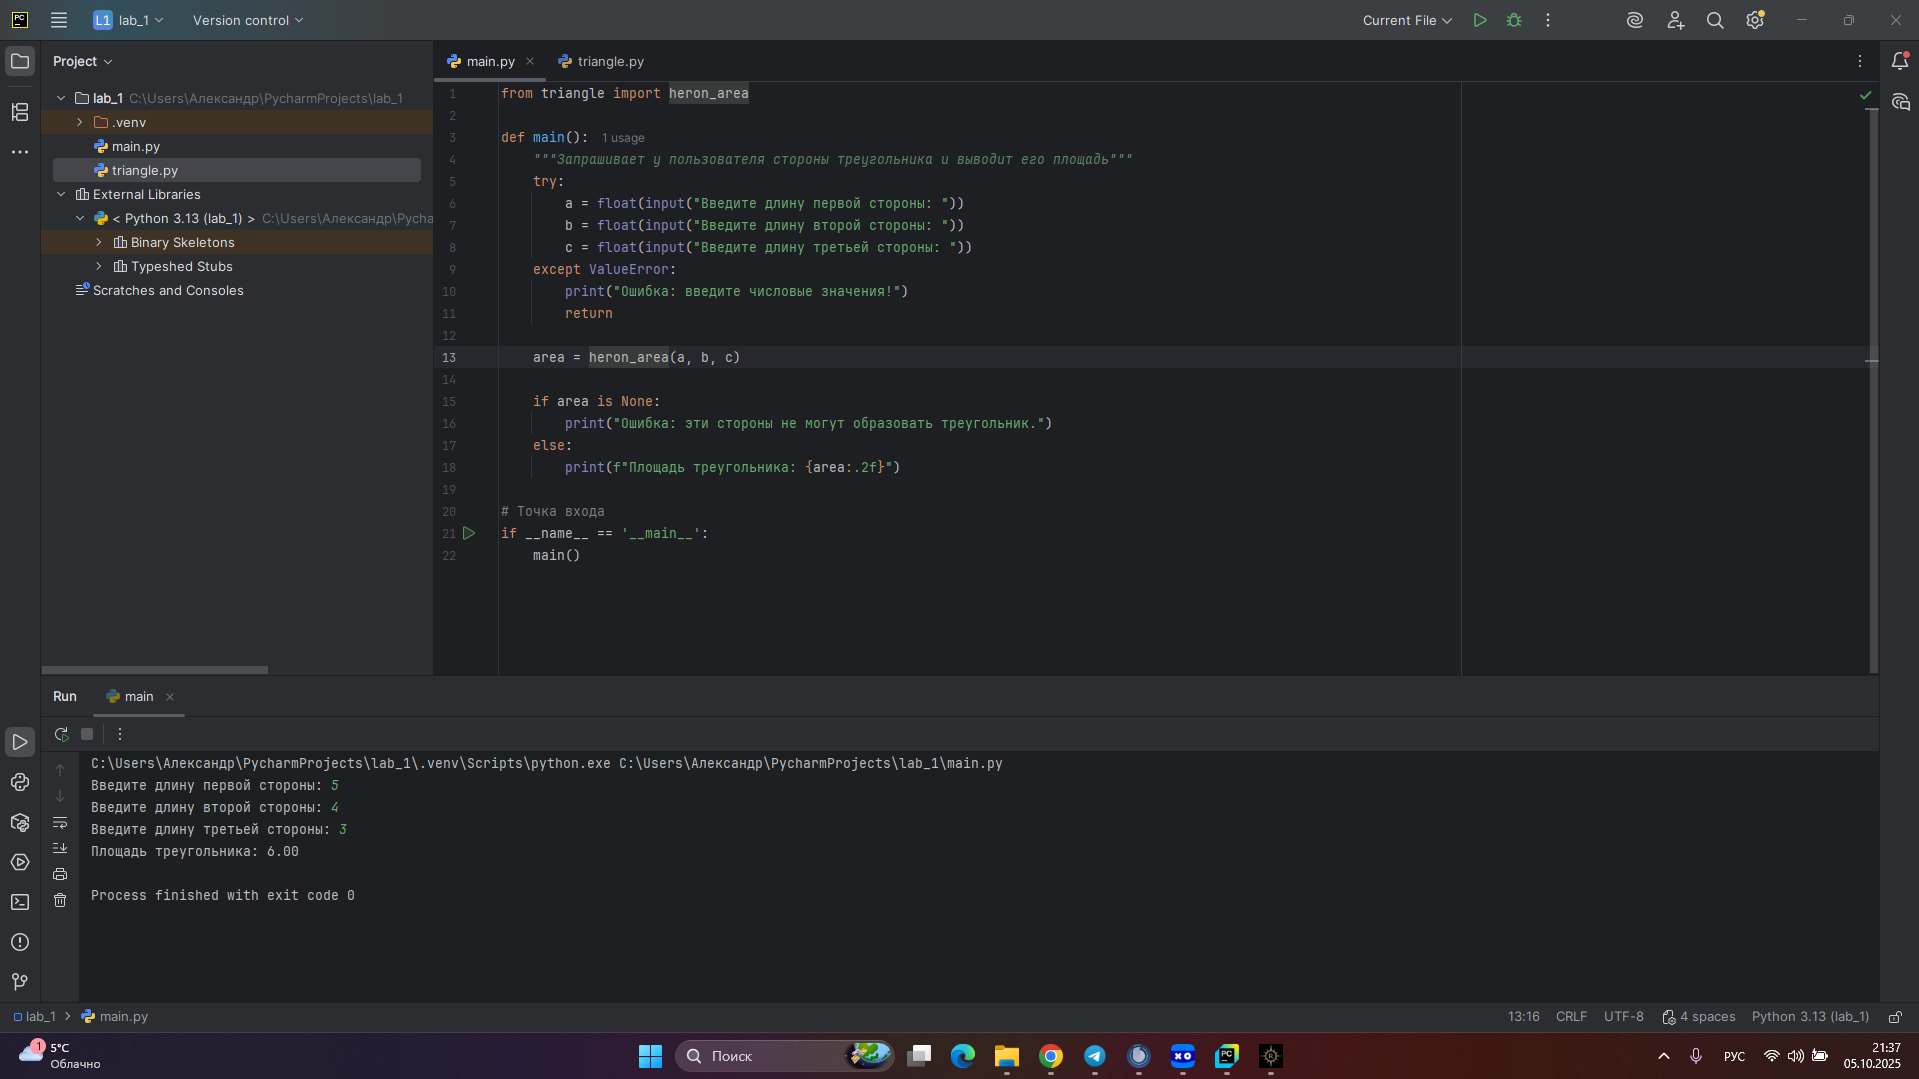 PC
L1 lab_1
Version control
Current File
Project
main.py
triangle.py
lab_1 C:\Users\Александр\PycharmProjects\lab_1
.venv
main.py
triangle.py
External Libraries
< Python 3.13 (lab_1) > C:\Users\Александр\Pycha
Binary Skeletons
Typeshed Stubs
Scratches and Consoles
1 from triangle import heron_area
2
3 def main(): 1 usage
4 """Запрашивает у пользователя стороны треугольника и выводит его площадь"""
5 try:
6 a = float(input("Введите длину первой стороны: "))
7 b = float(input("Введите длину второй стороны: "))
8 c = float(input("Введите длину третьей стороны: "))
9 except ValueError:
10 print("Ошибка: введите числовые значения!")
11 return
12
13 area = heron_area(a, b, c)
14
15 if area is None:
16 print("Ошибка: эти стороны не могут образовать треугольник.")
17 else:
18 print(f"Площадь треугольника: {area:.2f}")
19
20 # Точка входа
21 if __name__ == '__main__':
22 main()
Run
main
C:\Users\Александр\PycharmProjects\lab_1\.venv\Scripts\python.exe C:\Users\Александр\PycharmProjects\lab_1\main.py
Введите длину первой стороны: 5
Введите длину второй стороны: 4
Введите длину третьей стороны: 3
Площадь треугольника: 6.00
Process finished with exit code 0
lab_1 > main.py
13:16 CRLF UTF-8 4 spaces Python 3.13 (lab_1)
1
5°C
Облачно
Поиск
XO
PC
РУС
21:37
05.10.2025